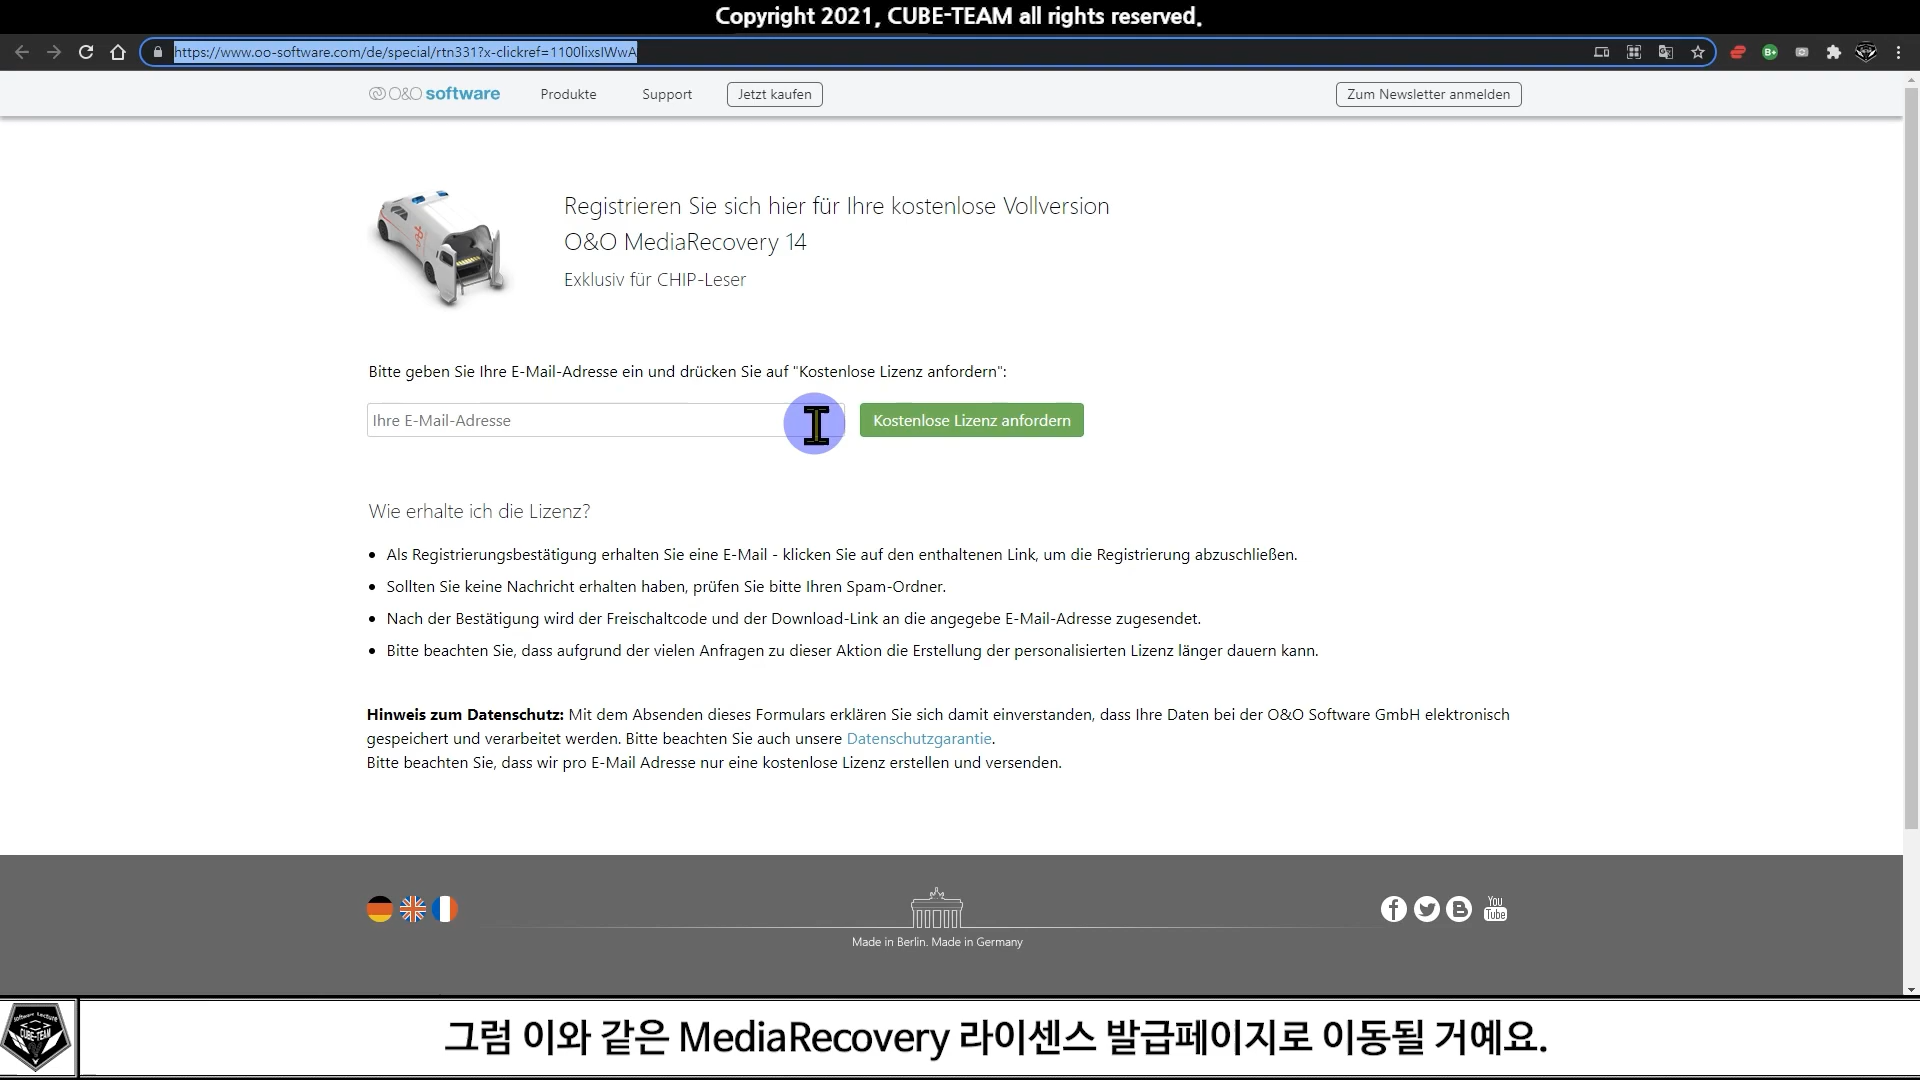 Copyright 2021, CUBE-TEAM all rights reserved.
https://www.oo-software.com/de/special/rtn331?x-clickref=1100lixsIWwA
O&O software
Produkte
Support
Jetzt kaufen
Zum Newsletter anmelden
Registrieren Sie sich hier für Ihre kostenlose Vollversion
O&O MediaRecovery 14
Exklusiv für CHIP-Leser
Bitte geben Sie Ihre E-Mail-Adresse ein und drücken Sie auf "Kostenlose Lizenz anfordern":
Ihre E-Mail-Adresse
Kostenlose Lizenz anfordern
Wie erhalte ich die Lizenz?
Als Registrierungsbestätigung erhalten Sie eine E-Mail - klicken Sie auf den enthaltenen Link, um die Registrierung abzuschließen.
Sollten Sie keine Nachricht erhalten haben, prüfen Sie bitte Ihren Spam-Ordner.
Nach der Bestätigung wird der Freischaltcode und der Download-Link an die angegebe E-Mail-Adresse zugesendet.
Bitte beachten Sie, dass aufgrund der vielen Anfragen zu dieser Aktion die Erstellung der personalisierten Lizenz länger dauern kann.
Hinweis zum Datenschutz: Mit dem Absenden dieses Formulars erklären Sie sich damit einverstanden, dass Ihre Daten bei der O&O Software GmbH elektronisch
gespeichert und verarbeitet werden. Bitte beachten Sie auch unsere Datenschutzgarantie.
Bitte beachten Sie, dass wir pro E-Mail Adresse nur eine kostenlose Lizenz erstellen und versenden.
You
Tube
Made in Berlin. Made in Germany
Software Lecture
CUBE-TEAM
그럼 이와 같은 MediaRecovery 라이센스 발급페이지로 이동될 거예요.